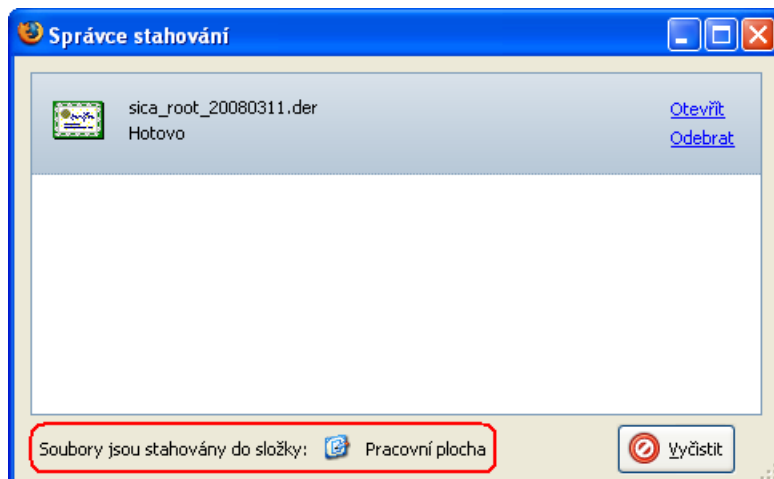 Správce stahování
sica_root_20080311.der
Hotovo
Otevřít
Odebrat
Soubory jsou stahovány do složky: Pracovní plocha
Vyčistit